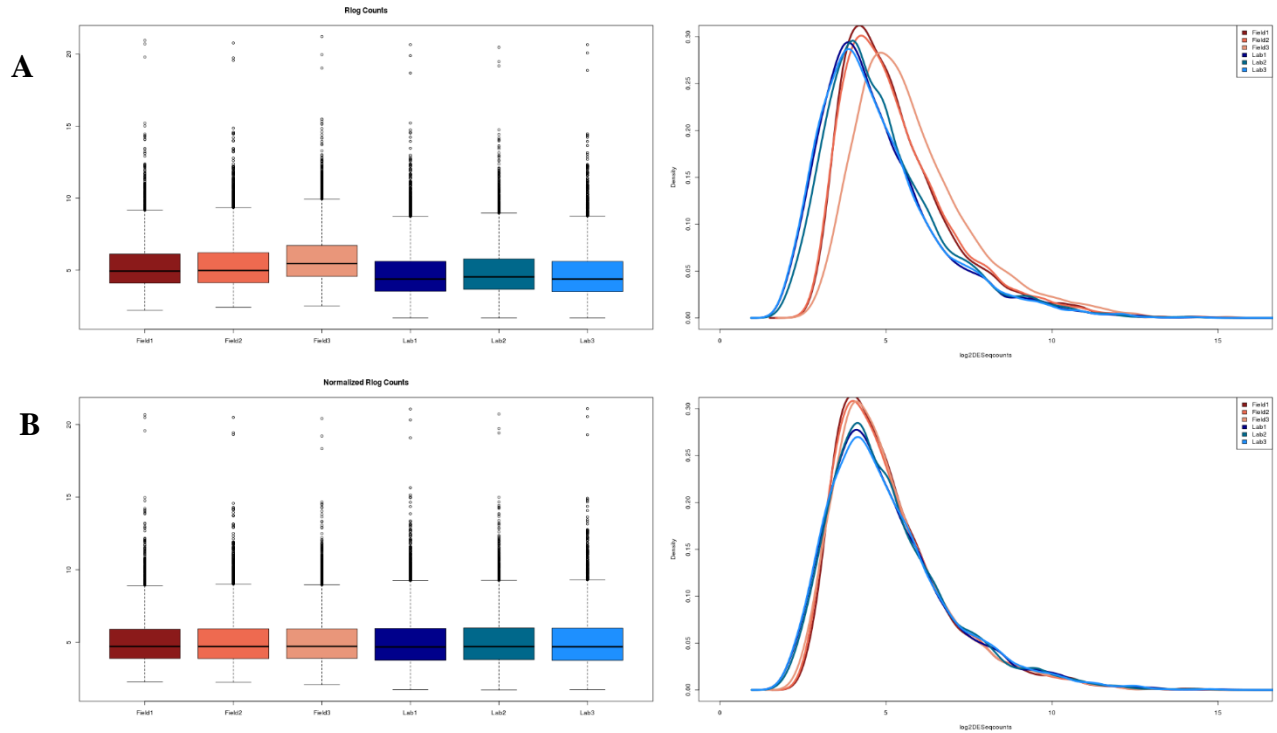 A
Rlog Counts
20
15
10
5
Field1 Field2 Field3 Lab1 Lab2 Lab3
Density
0.30
0.25
0.20
0.15
0.10
0.05
0.00
0 5 10 15
log2DESeqcounts
Field1
Field2
Field3
Lab1
Lab2
Lab3
B
Normalized Rlog Counts
20
15
10
5
Field1 Field2 Field3 Lab1 Lab2 Lab3
Density
0.30
0.25
0.20
0.15
0.10
0.05
0.00
0 5 10 15
log2DESeqcounts
Field1
Field2
Field3
Lab1
Lab2
Lab3